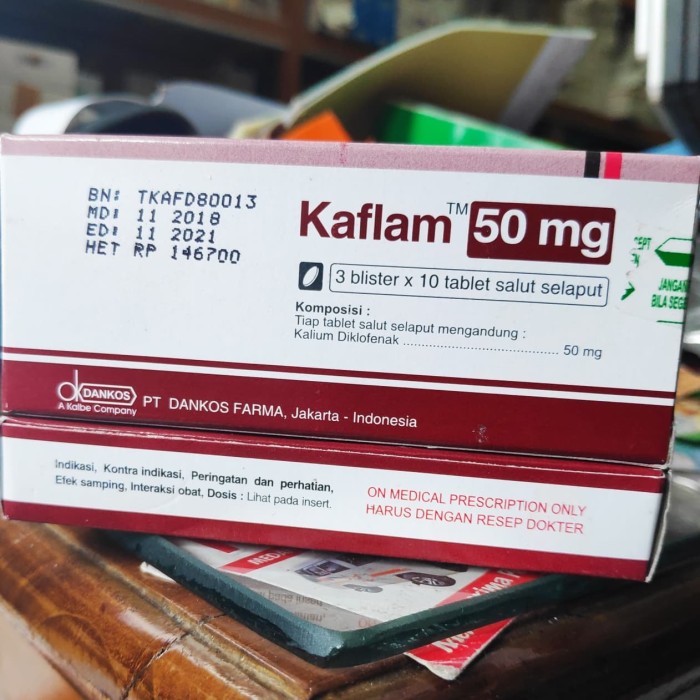 BN: TKAFD80013
MD: 11 2018
ED: 11 2021
HET RP 146700
Kaflam™ 50 mg
3 blister x 10 tablet salut selaput
Komposisi :
Tiap tablet salut selaput mengandung :
Kalium Diklofenak ............................................ 50 mg
JANGAN
BILA SEGE
DANKOS
A Kalbe Company
PT DANKOS FARMA, Jakarta - Indonesia
Indikasi, Kontra indikasi, Peringatan dan perhatian,
Efek samping, Interaksi obat, Dosis : Lihat pada insert.
ON MEDICAL PRESCRIPTION ONLY
HARUS DENGAN RESEP DOKTER